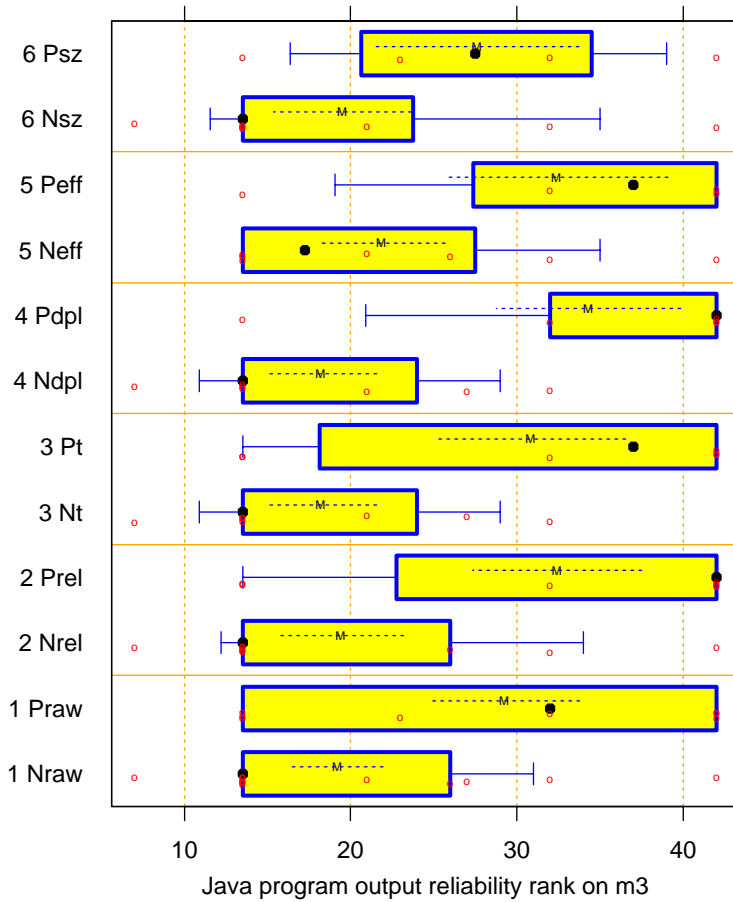 6 Psz
M
6 Nsz
M
5 Peff
M
5 Neff
M
4 Pdpl
M
4 Ndpl
M
3 Pt
M
3 Nt
M
2 Prel
M
2 Nrel
M
1 Praw
M
1 Nraw
M
10 20 30 40
Java program output reliability rank on m3